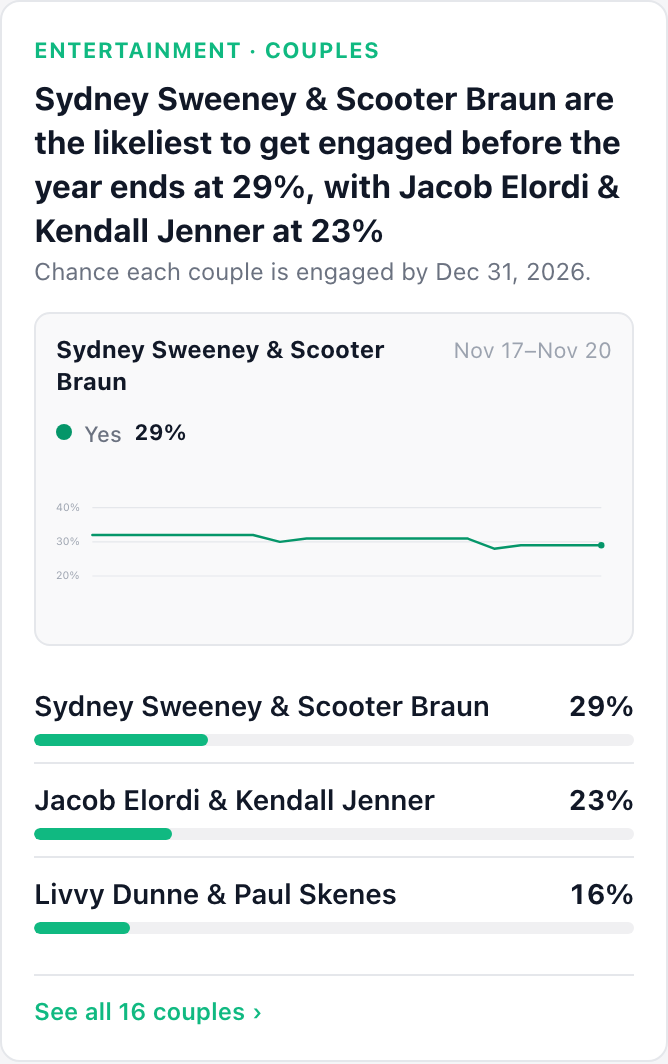 ENTERTAINMENT · COUPLES
Sydney Sweeney & Scooter Braun are
the likeliest to get engaged before the
year ends at 29%, with Jacob Elordi &
Kendall Jenner at 23%
Chance each couple is engaged by Dec 31, 2026.
Sydney Sweeney & Scooter
Braun
Nov 17–Nov 20
Yes 29%
40%
30%
20%
Sydney Sweeney & Scooter Braun 29%
Jacob Elordi & Kendall Jenner 23%
Livvy Dunne & Paul Skenes 16%
See all 16 couples ›